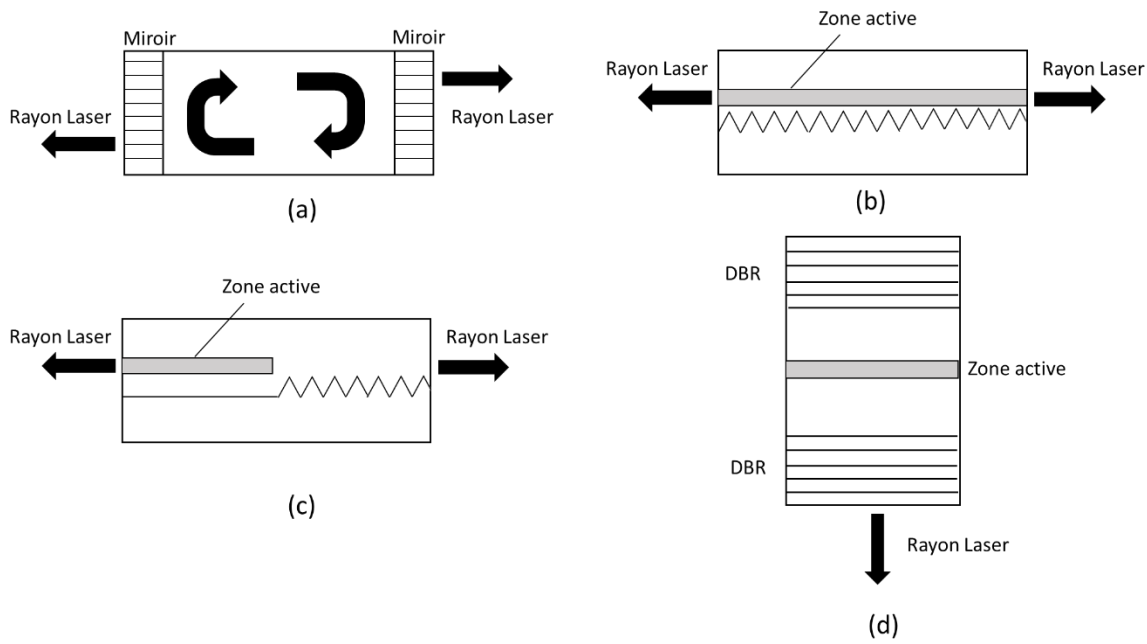 Miroir
Miroir
Rayon Laser
Rayon Laser
(a)
Zone active
Rayon Laser
Rayon Laser
(b)
Zone active
Rayon Laser
Rayon Laser
(c)
DBR
Zone active
DBR
Rayon Laser
(d)